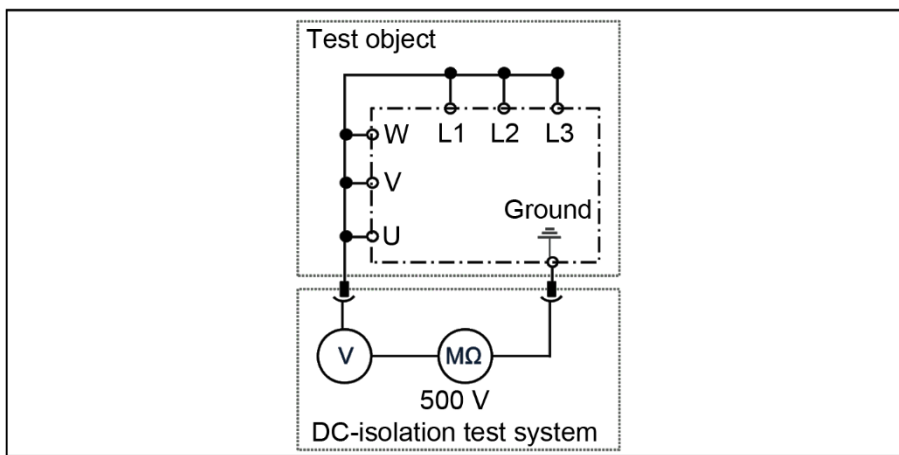 Test object
W L1 L2 L3
V
Ground
U
V MΩ
500 V
DC-isolation test system